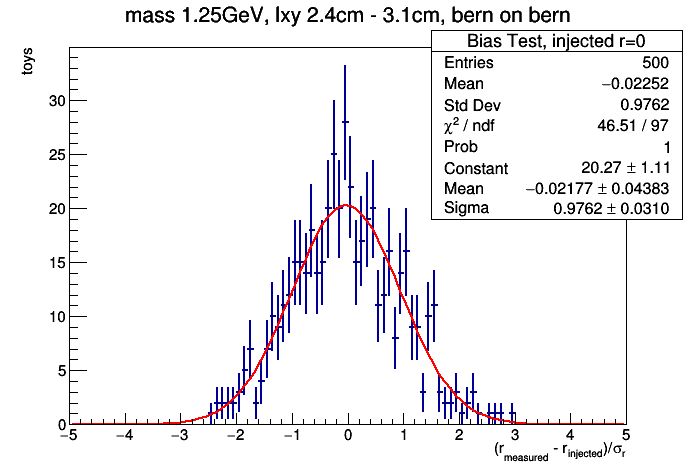 mass 1.25GeV, lxy 2.4cm - 3.1cm, bern on bern
Bias Test, injected r=0
Entries 500
Mean −0.02252
Std Dev 0.9762
χ² / ndf 46.51 / 97
Prob 1
Constant 20.27 ± 1.11
Mean −0.02177 ± 0.04383
Sigma 0.9762 ± 0.0310
toys
30
25
20
15
10
5
0
−5 −4 −3 −2 −1 0 1 2 3 4 5
(r_measured - r_injected)/σ_r